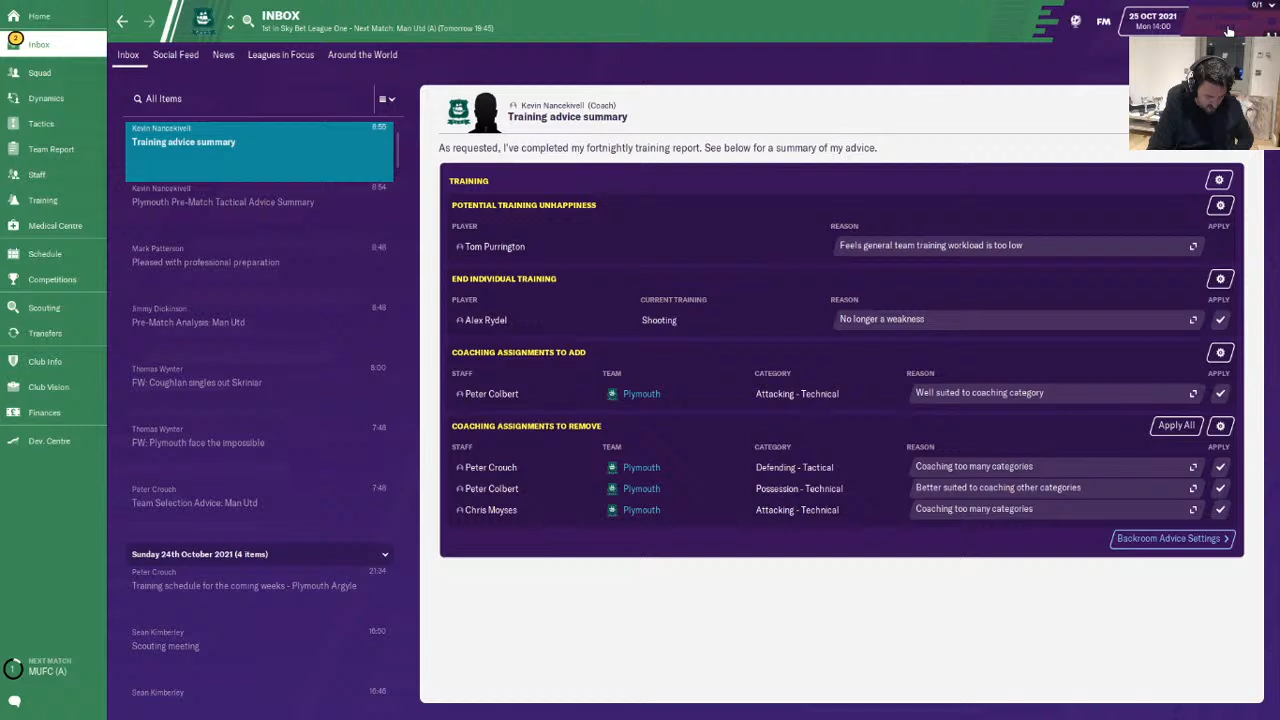 Home
INBOX
1st in Sky Bet League One - Next Match: Man Utd (A) (Tomorrow 19:45)
FM
25 OCT 2021
Mon 14:00
0/1
2
Inbox
Inbox
Social Feed
News
Leagues in Focus
Around the World
Squad
Dynamics
Tactics
Team Report
Staff
Training
Medical Centre
Schedule
Competitions
Scouting
Transfers
Club Info
Club Vision
Finances
Dev. Centre
1
NEXT MATCH
MUFC (A)
All Items
Kevin Nancekivell
8:55
Training advice summary
Kevin Nancekivell
8:54
Plymouth Pre-Match Tactical Advice Summary
Mark Patterson
8:48
Pleased with professional preparation
Jimmy Dickinson
8:48
Pre-Match Analysis: Man Utd
Thomas Wynter
8:00
FW: Coughlan singles out Skriniar
Thomas Wynter
7:48
FW: Plymouth face the impossible
Peter Crouch
7:48
Team Selection Advice: Man Utd
Sunday 24th October 2021 (4 items)
Peter Crouch
21:34
Training schedule for the coming weeks - Plymouth Argyle
Sean Kimberley
16:50
Scouting meeting
Sean Kimberley
16:46
Kevin Nancekivell (Coach)
Training advice summary
As requested, I've completed my fortnightly training report. See below for a summary of my advice.
TRAINING
POTENTIAL TRAINING UNHAPPINESS
PLAYER REASON APPLY
Tom Purrington Feels general team training workload is too low
END INDIVIDUAL TRAINING
PLAYER CURRENT TRAINING REASON APPLY
Alex Rydel Shooting No longer a weakness
COACHING ASSIGNMENTS TO ADD
STAFF TEAM CATEGORY REASON APPLY
Peter Colbert Plymouth Attacking - Technical Well suited to coaching category
COACHING ASSIGNMENTS TO REMOVE Apply All
STAFF TEAM CATEGORY REASON APPLY
Peter Crouch Plymouth Defending - Tactical Coaching too many categories
Peter Colbert Plymouth Possession - Technical Better suited to coaching other categories
Chris Moyses Plymouth Attacking - Technical Coaching too many categories
Backroom Advice Settings